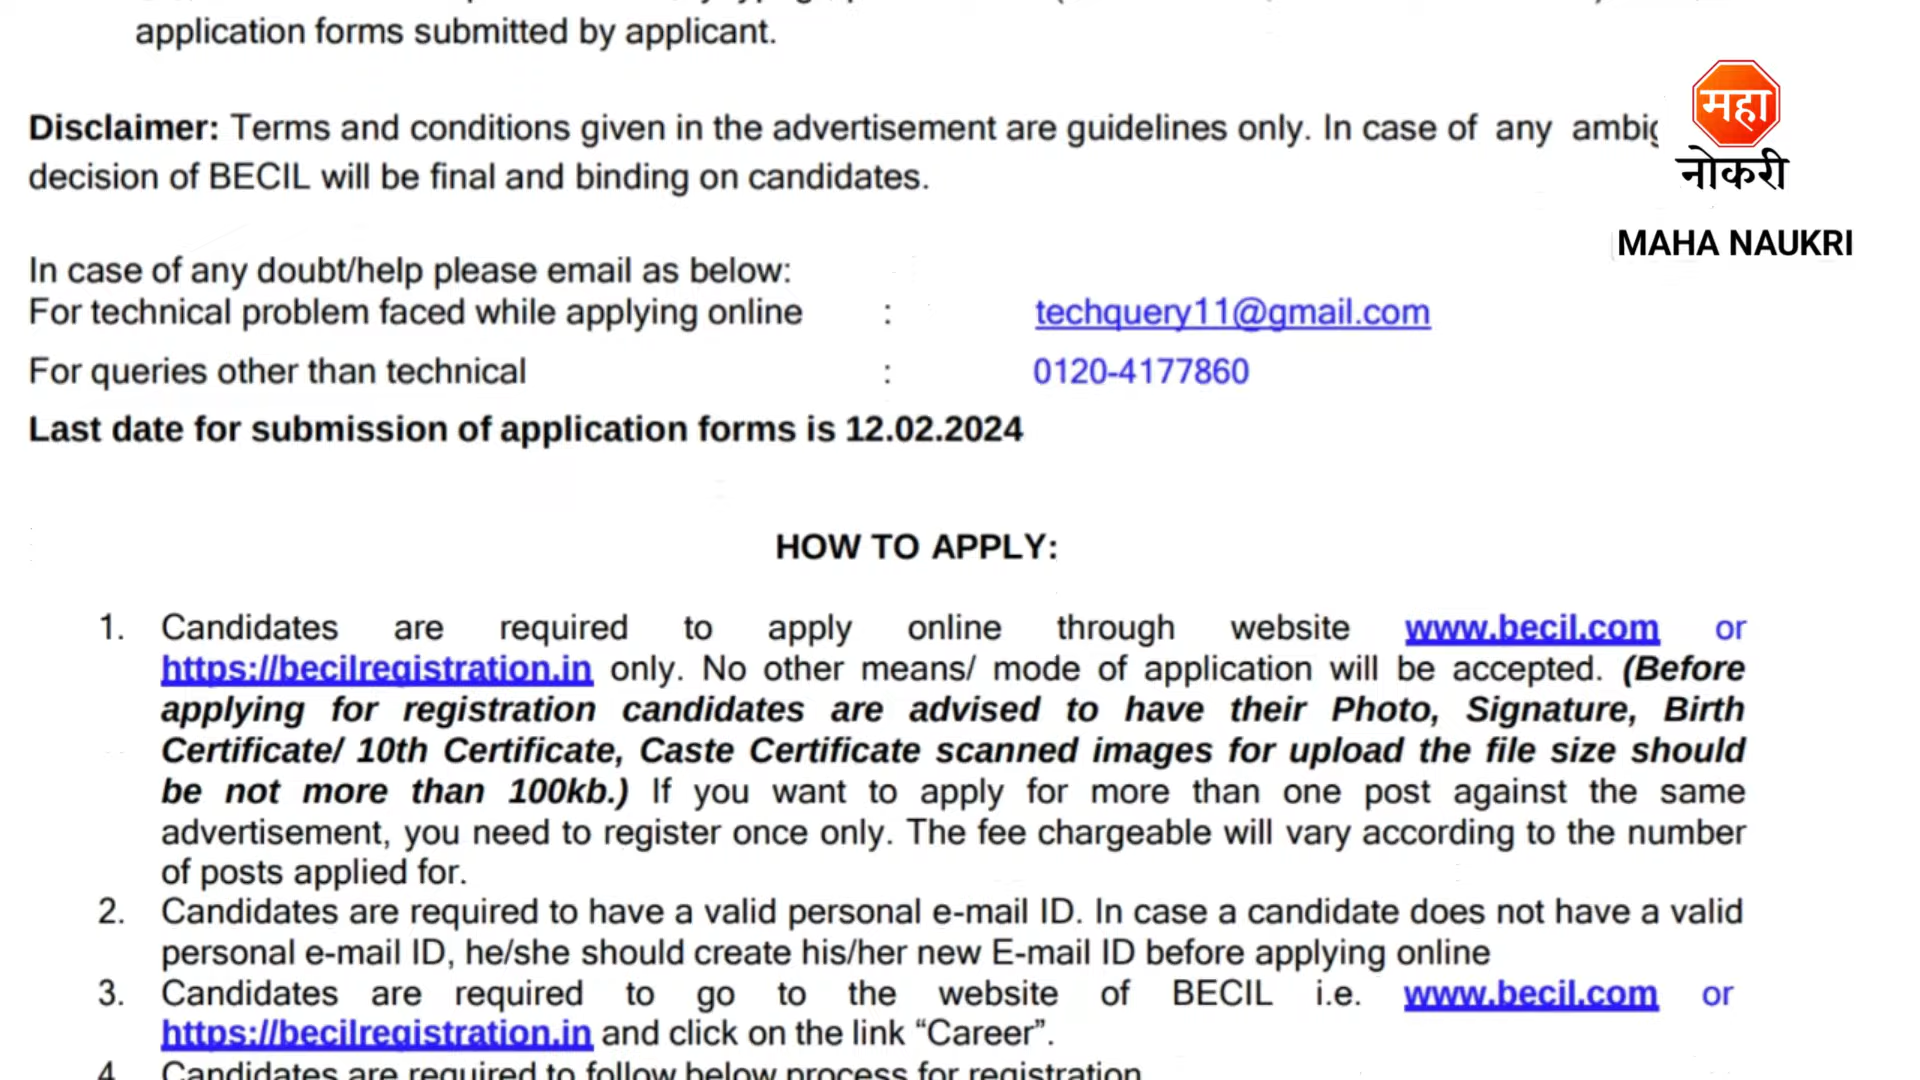 application forms submitted by applicant.
Disclaimer: Terms and conditions given in the advertisement are guidelines only. In case of any
decision of BECIL will be final and binding on candidates.
महा
नोकरी
MAHA NAUKRI
In case of any doubt/help please email as below:
For technical problem faced while applying online : techquery11@gmail.com
For queries other than technical : 0120-4177860
Last date for submission of application forms is 12.02.2024
HOW TO APPLY:
1. Candidates are required to apply online through website www.becil.com or
https://becilregistration.in only. No other means/ mode of application will be accepted. (Before
applying for registration candidates are advised to have their Photo, Signature, Birth
Certificate/ 10th Certificate, Caste Certificate scanned images for upload the file size should
be not more than 100kb.) If you want to apply for more than one post against the same
advertisement, you need to register once only. The fee chargeable will vary according to the number
of posts applied for.
2. Candidates are required to have a valid personal e-mail ID. In case a candidate does not have a valid
personal e-mail ID, he/she should create his/her new E-mail ID before applying online
3. Candidates are required to go to the website of BECIL i.e. www.becil.com or
https://becilregistration.in and click on the link “Career”.
4. Candidates are required to follow below process for registration